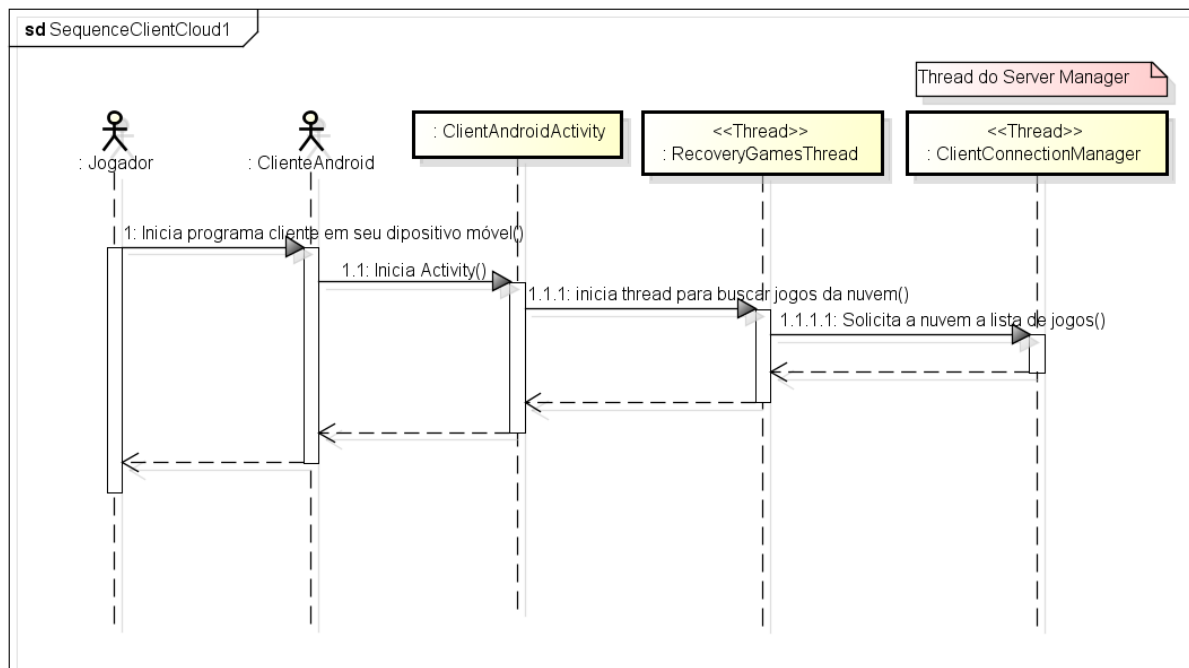 sd SequenceClientCloud1
Thread do Server Manager
: Jogador
: ClienteAndroid
: ClientAndroidActivity
<<Thread>>
: RecoveryGamesThread
<<Thread>>
: ClientConnectionManager
1: Inicia programa cliente em seu dipositivo móvel()
1.1: Inicia Activity()
1.1.1: inicia thread para buscar jogos da nuvem()
1.1.1.1: Solicita a nuvem a lista de jogos()